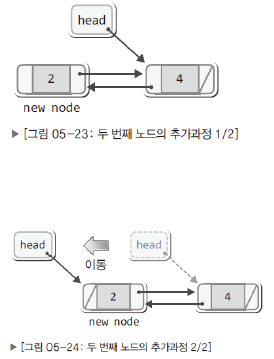 head
2
4
new node
▶ [그림 05-23: 두 번째 노드의 추가과정 1/2]
head
head
이동
2
4
new node
▶ [그림 05-24: 두 번째 노드의 추가과정 2/2]